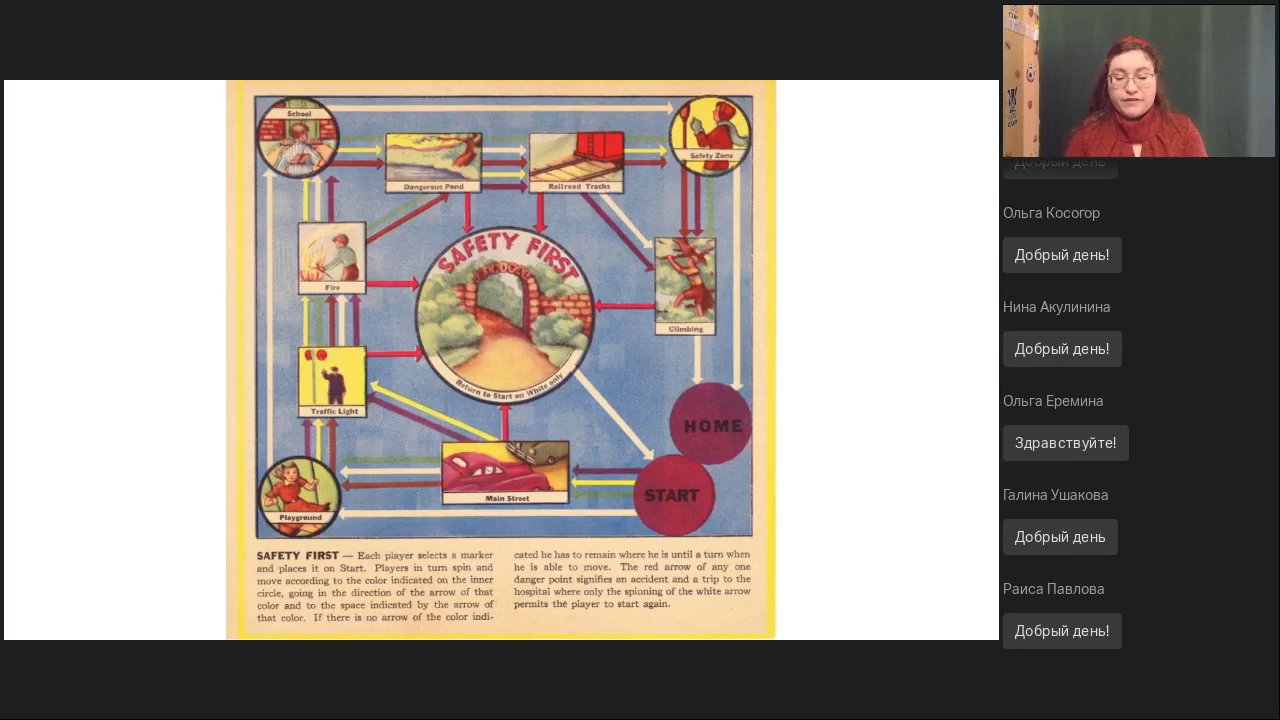 School
Safety Zone
Dangerous Pond
Railroad Tracks
SAFETY FIRST
Fire
Climbing
Return to Start on White only
Traffic Light
HOME
Main Street
START
Playground
SAFETY FIRST — Each player selects a marker
and places it on Start. Players in turn spin and
move according to the color indicated on the inner
circle, going in the direction of the arrow of that
color and to the space indicated by the arrow of
that color. If there is no arrow of the color indi-
cated he has to remain where he is until a turn when
he is able to move. The red arrow of any one
danger point signifies an accident and a trip to the
hospital where only the spinning of the white arrow
permits the player to start again.
Добрый день
Ольга Косогор
Добрый день!
Нина Акулинина
Добрый день!
Ольга Еремина
Здравствуйте!
Галина Ушакова
Добрый день
Раиса Павлова
Добрый день!